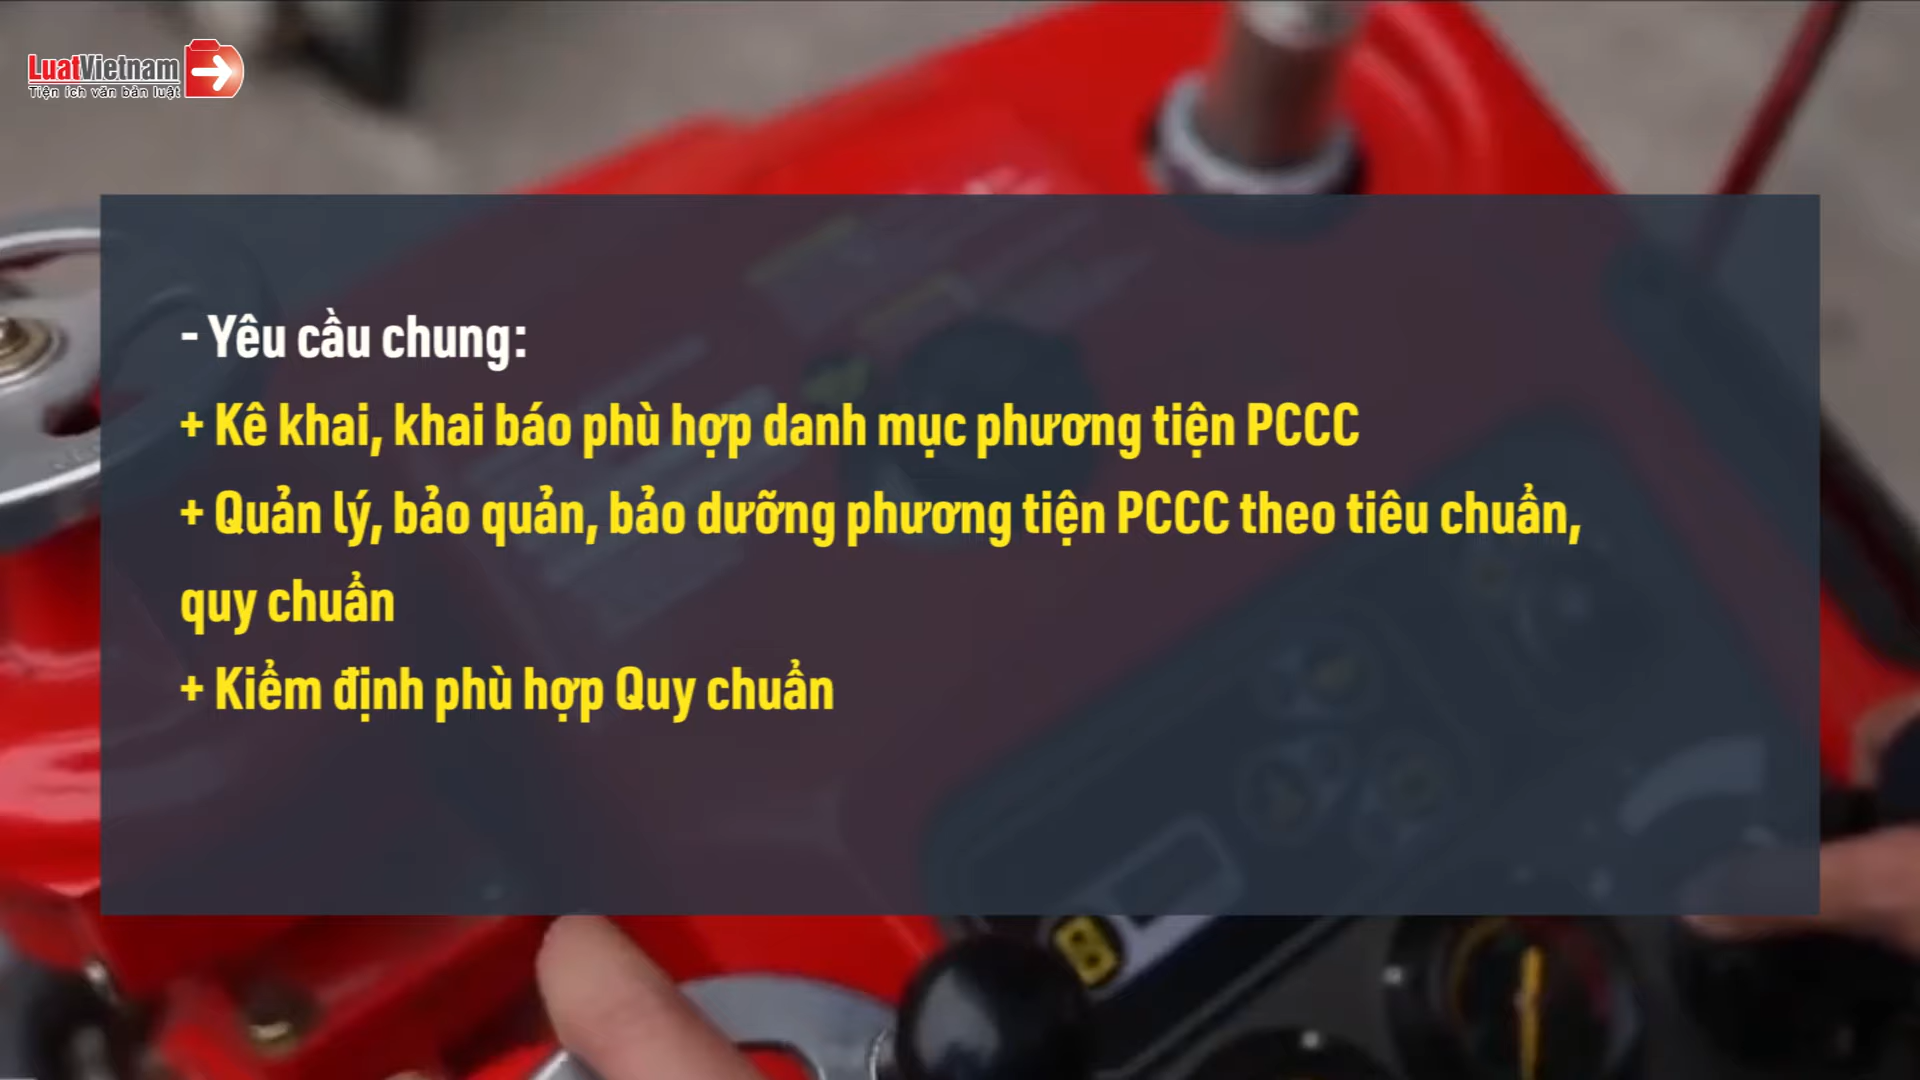 LuatVietnam
Tiện ích văn bản luật
- Yêu cầu chung:
+ Kê khai, khai báo phù hợp danh mục phương tiện PCCC
+ Quản lý, bảo quản, bảo dưỡng phương tiện PCCC theo tiêu chuẩn,
quy chuẩn
+ Kiểm định phù hợp Quy chuẩn
B